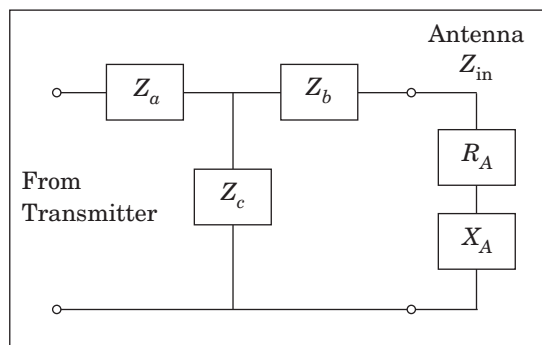 Antenna
Z_in
Z_a
Z_b
R_A
From
Transmitter
Z_c
X_A